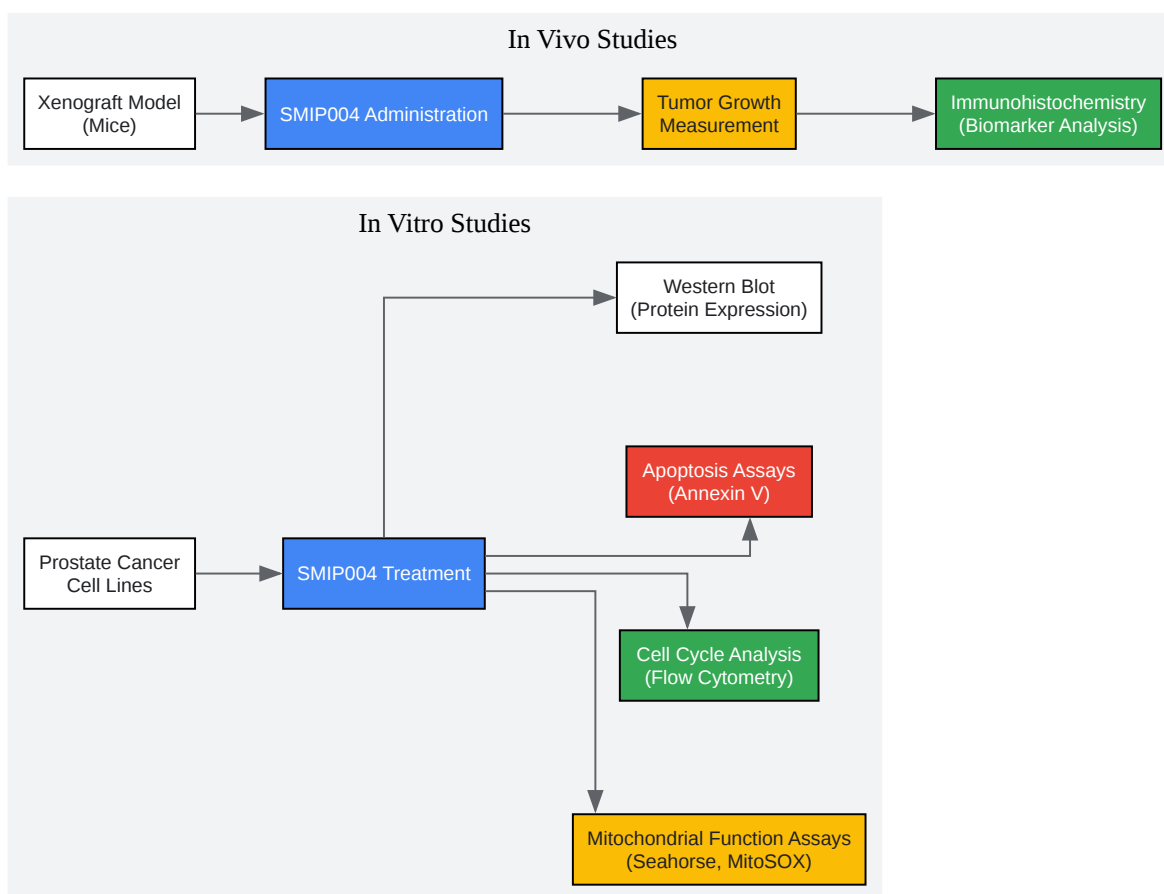 In Vivo Studies
Xenograft Model
(Mice)
SMIP004 Administration
Tumor Growth
Measurement
Immunohistochemistry
(Biomarker Analysis)
In Vitro Studies
Western Blot
(Protein Expression)
Apoptosis Assays
(Annexin V)
Prostate Cancer
Cell Lines
SMIP004 Treatment
Cell Cycle Analysis
(Flow Cytometry)
Mitochondrial Function Assays
(Seahorse, MitoSOX)